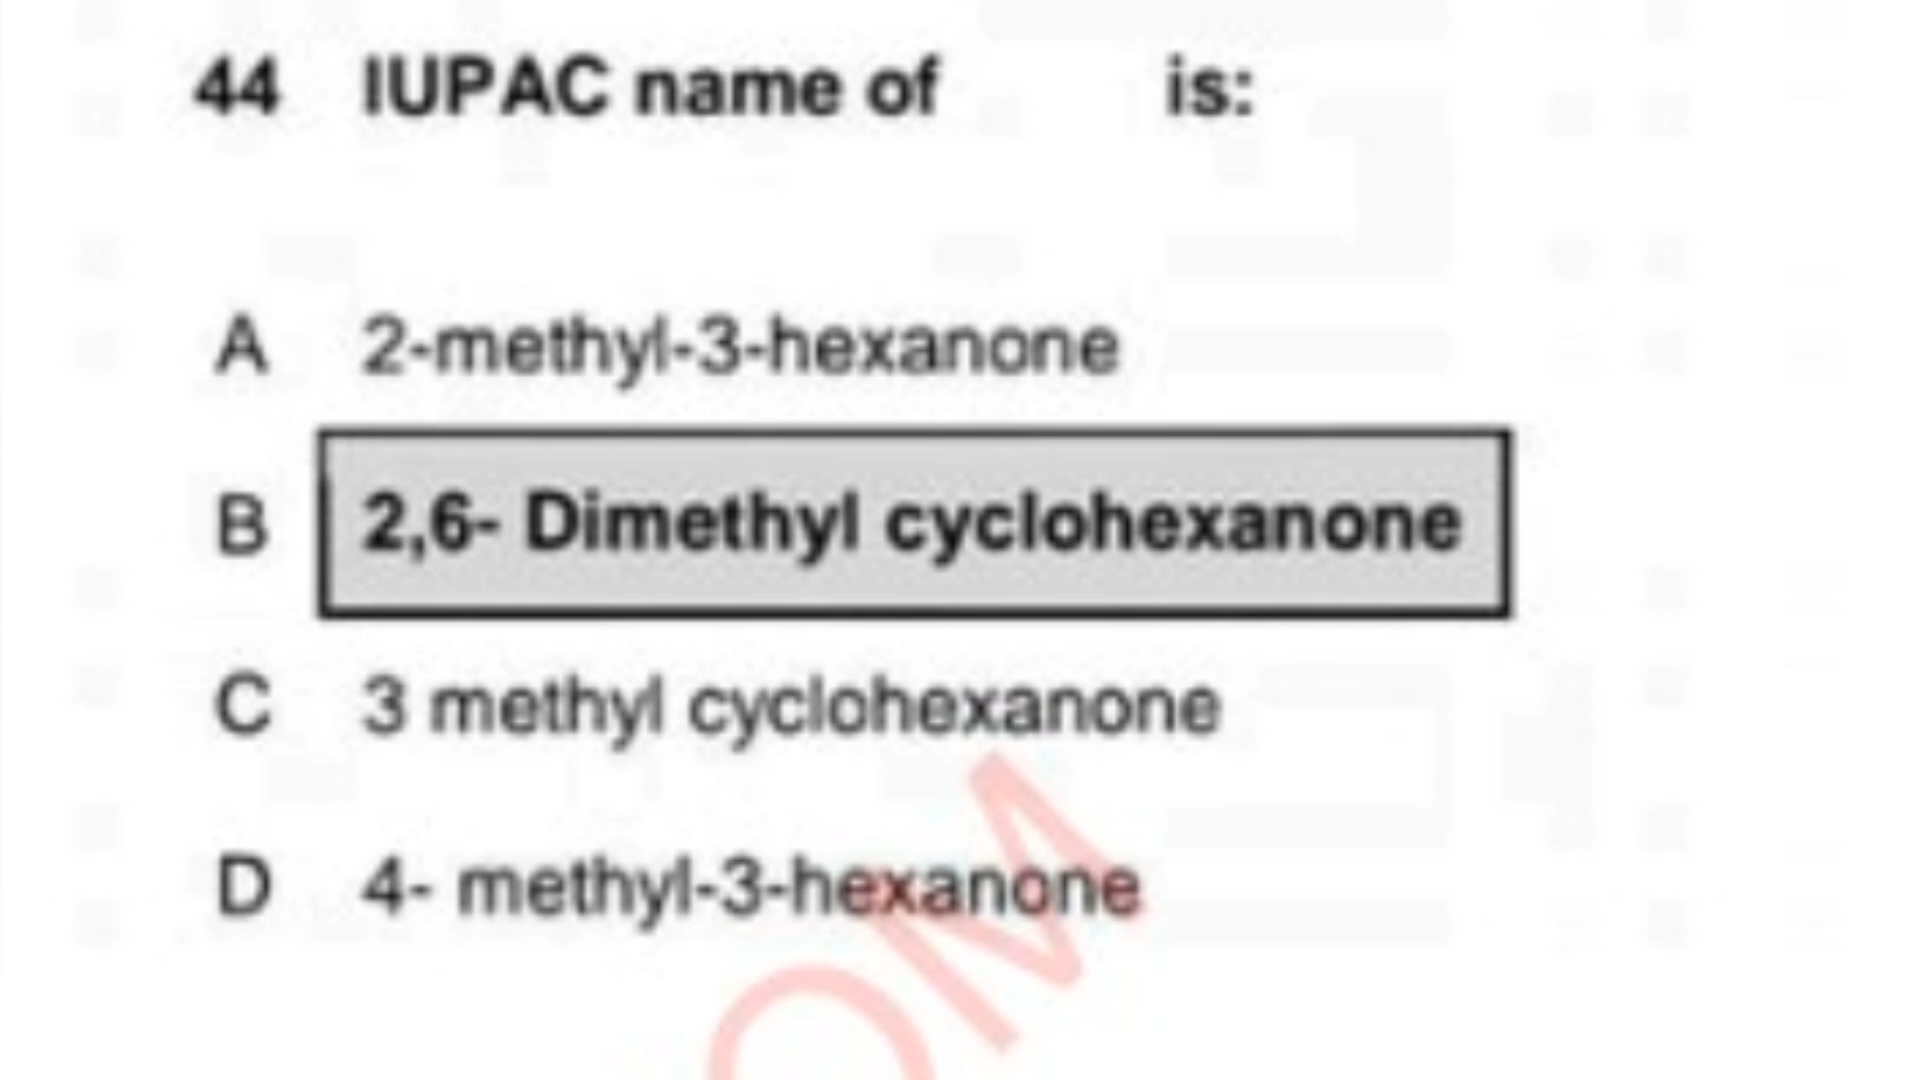 44 IUPAC name of is:
A 2-methyl-3-hexanone
B 2,6- Dimethyl cyclohexanone
C 3 methyl cyclohexanone
D 4- methyl-3-hexanone
OM